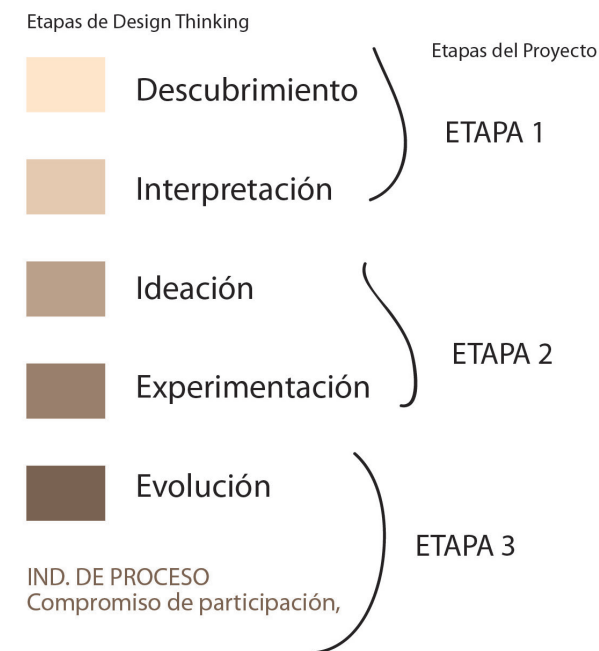 Etapas de Design Thinking
Etapas del Proyecto
Descubrimiento
ETAPA 1
Interpretación
Ideación
ETAPA 2
Experimentación
Evolución
ETAPA 3
IND. DE PROCESO
Compromiso de participación,